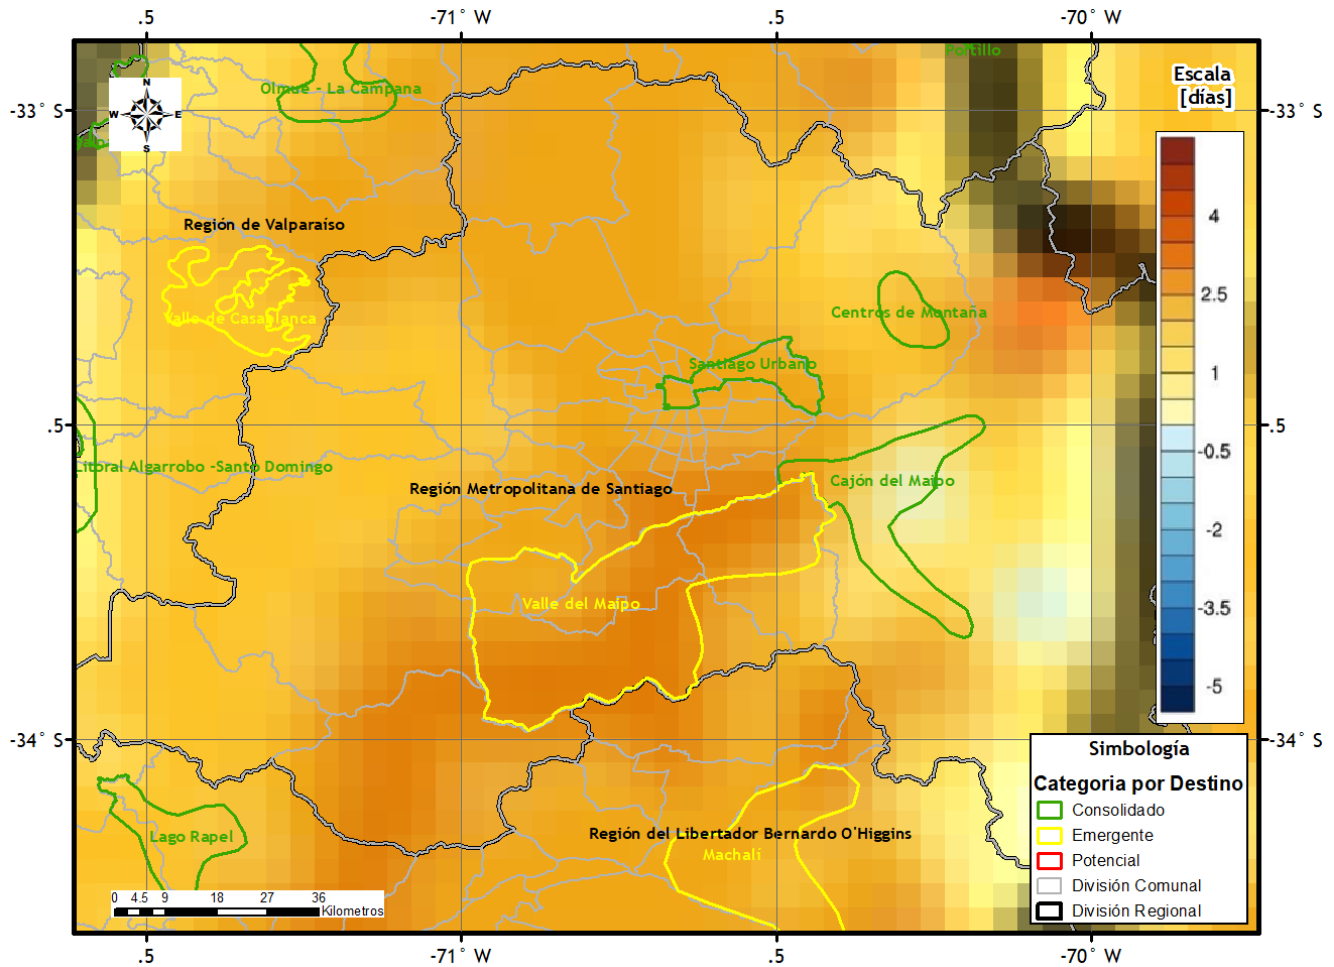 .5
-71° W
.5
-70° W
Portillo
Olmué - La Campana
Escala
[días]
-33° S
-33° S
N
W
E
S
4
Región de Valparaíso
2.5
Valle de Casablanca
Centros de Montaña
Santiago Urbano
1
.5
.5
-0.5
Litoral Algarrobo -Santo Domingo
Cajón del Maipo
Región Metropolitana de Santiago
-2
Valle del Maipo
-3.5
-5
-34° S
-34° S
Simbología
Categoria por Destino
Consolidado
Emergente
Potencial
División Comunal
División Regional
Lago Rapel
Región del Libertador Bernardo O'Higgins
Machalí
0 4.5 9 18 27 36
Kilometros
.5
-71° W
.5
-70° W